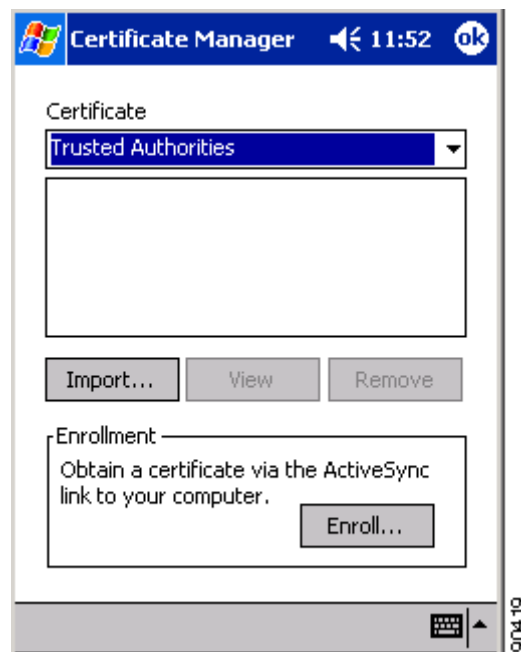 Certificate Manager 11:52 ok
Certificate
Trusted Authorities
Import... View Remove
Enrollment
Obtain a certificate via the ActiveSync
link to your computer.
Enroll...
90419